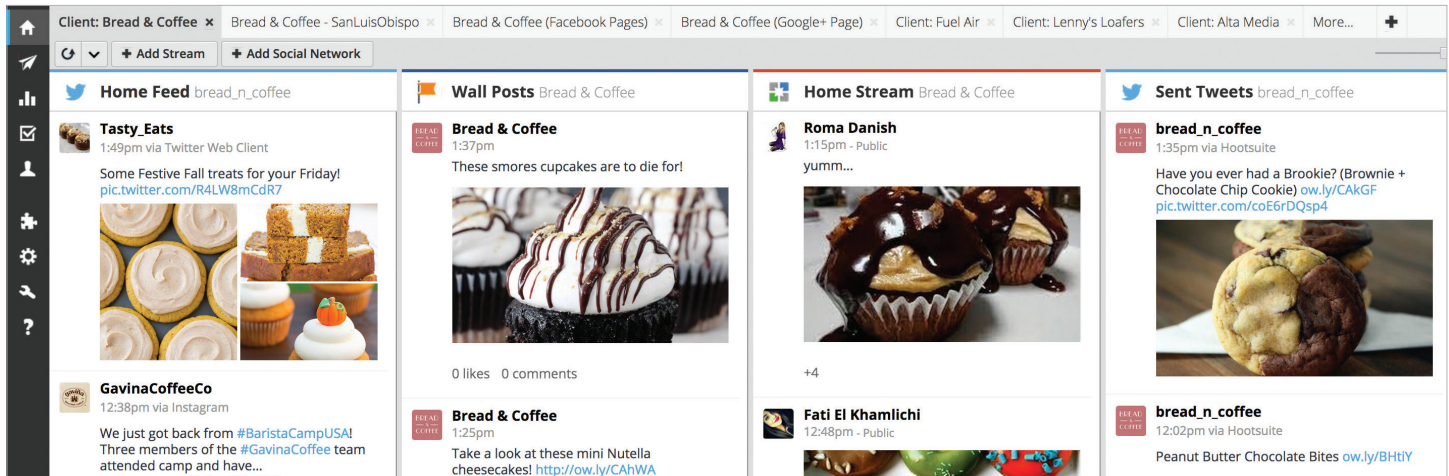 Client: Bread & Coffee ×
Bread & Coffee - SanLuisObispo ×
Bread & Coffee (Facebook Pages) ×
Bread & Coffee (Google+ Page) ×
Client: Fuel Air ×
Client: Lenny's Loafers ×
Client: Alta Media ×
More...
+ Add Stream
+ Add Social Network
Home Feed bread_n_coffee
Tasty_Eats
1:49pm via Twitter Web Client
Some Festive Fall treats for your Friday!
pic.twitter.com/R4LW8mCdR7
GavinaCoffeeCo
12:38pm via Instagram
We just got back from #BaristaCampUSA!
Three members of the #GavinaCoffee team
attended camp and have...
Wall Posts Bread & Coffee
BREAD
&
COFFEE
Bread & Coffee
1:37pm
These smores cupcakes are to die for!
0 likes 0 comments
BREAD
&
COFFEE
Bread & Coffee
1:25pm
Take a look at these mini Nutella
cheesecakes! http://ow.ly/CAhWA
Home Stream Bread & Coffee
Roma Danish
1:15pm - Public
yumm...
+4
Fati El Khamlichi
12:48pm - Public
Sent Tweets bread_n_coffee
BREAD
&
COFFEE
bread_n_coffee
1:35pm via Hootsuite
Have you ever had a Brookie? (Brownie +
Chocolate Chip Cookie) ow.ly/CAkGF
pic.twitter.com/coE6rDQsp4
BREAD
&
COFFEE
bread_n_coffee
12:02pm via Hootsuite
Peanut Butter Chocolate Bites ow.ly/BHtiY